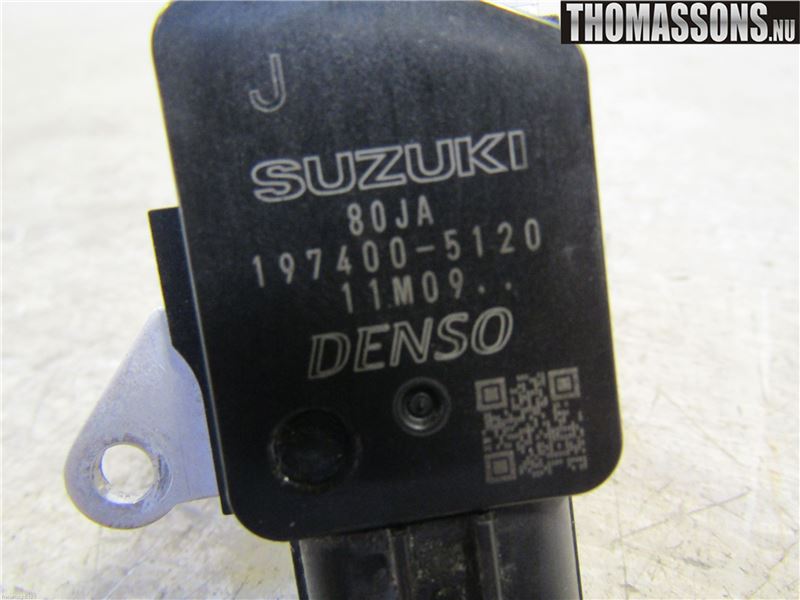 THOMASSONS.NU
J
SUZUKI
80JA
197400-5120
11M09..
DENSO